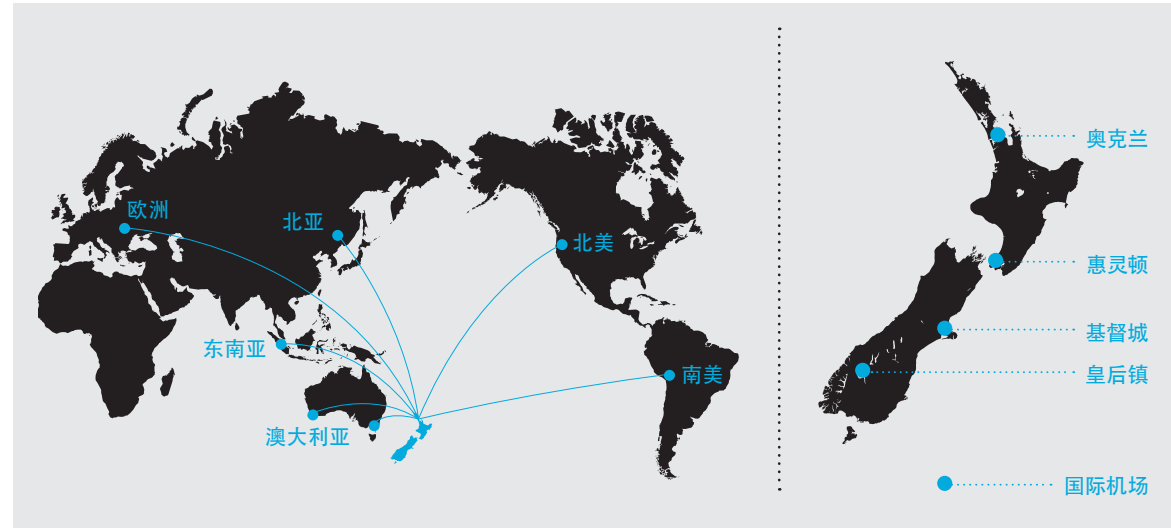 欧洲
北亚
北美
东南亚
南美
澳大利亚
奥克兰
惠灵顿
基督城
皇后镇
国际机场